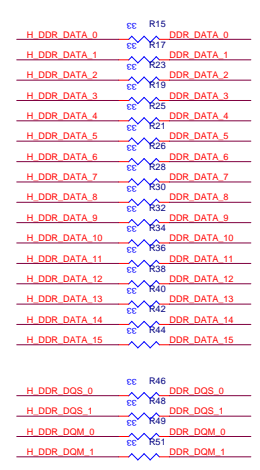 33 R15
H_DDR_DATA_0 DDR_DATA_0
33 R17
H_DDR_DATA_1 DDR_DATA_1
33 R23
H_DDR_DATA_2 DDR_DATA_2
33 R19
H_DDR_DATA_3 DDR_DATA_3
33 R25
H_DDR_DATA_4 DDR_DATA_4
33 R21
H_DDR_DATA_5 DDR_DATA_5
33 R26
H_DDR_DATA_6 DDR_DATA_6
33 R28
H_DDR_DATA_7 DDR_DATA_7
33 R30
H_DDR_DATA_8 DDR_DATA_8
33 R32
H_DDR_DATA_9 DDR_DATA_9
33 R34
H_DDR_DATA_10 DDR_DATA_10
33 R36
H_DDR_DATA_11 DDR_DATA_11
33 R38
H_DDR_DATA_12 DDR_DATA_12
33 R40
H_DDR_DATA_13 DDR_DATA_13
33 R42
H_DDR_DATA_14 DDR_DATA_14
33 R44
H_DDR_DATA_15 DDR_DATA_15
33 R46
H_DDR_DQS_0 DDR_DQS_0
33 R48
H_DDR_DQS_1 DDR_DQS_1
33 R49
H_DDR_DQM_0 DDR_DQM_0
33 R51
H_DDR_DQM_1 DDR_DQM_1